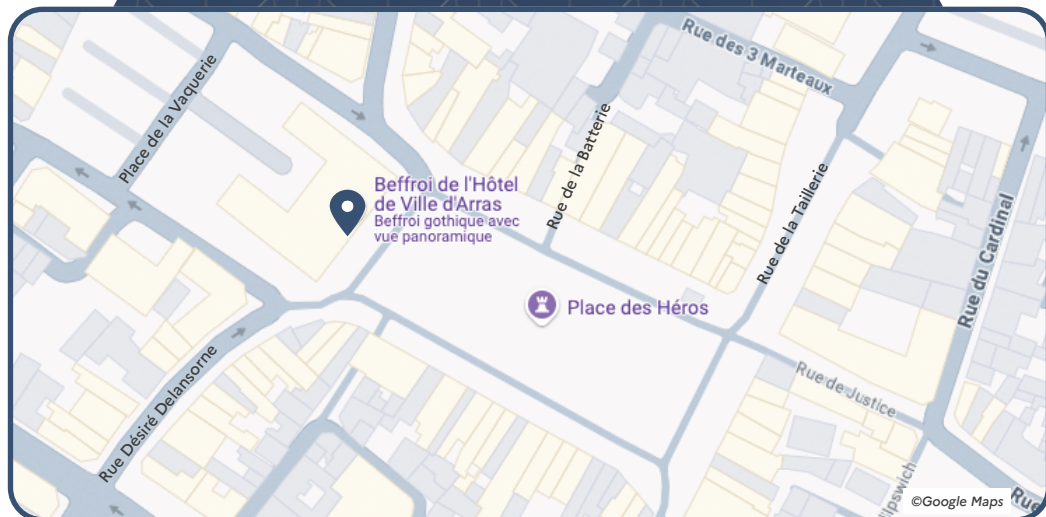 Rue des 3 Marteaux
Place de la Vaquerie
Rue de la Batterie
Beffroi de l'Hôtel
de Ville d'Arras
Beffroi gothique avec
vue panoramique
Rue de la Taillerie
Rue du Cardinal
Place des Héros
Rue Désiré Delansorne
Rue de Justice
©Google Maps
Rue